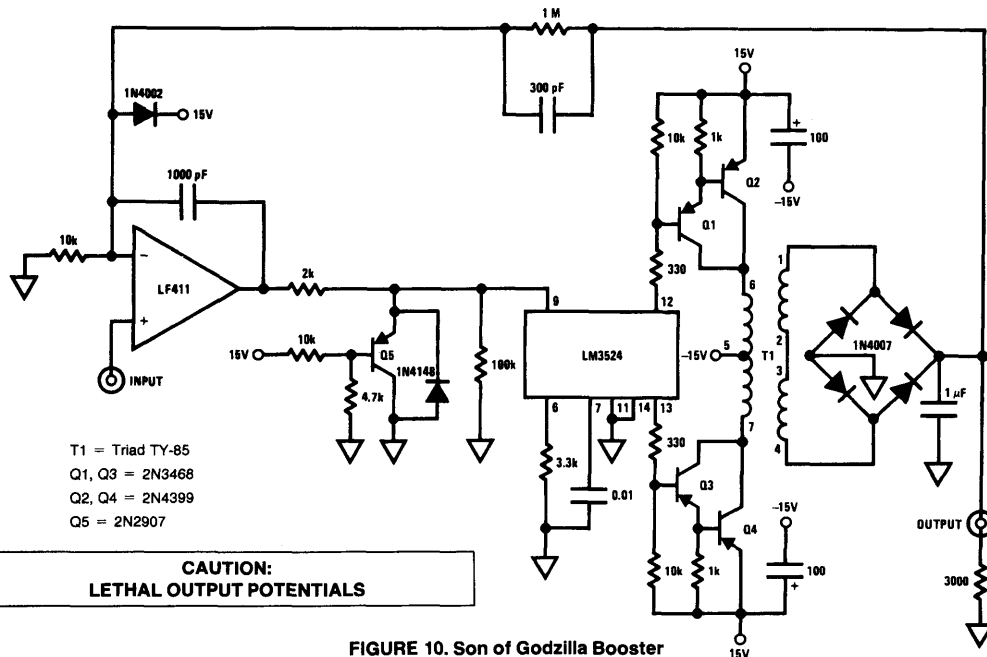 1 M
300 pF
15V
1N4002
15V
10k
1k
+
100
Q2
1000 pF
-15V
Q1
10k
-
LF411
+
2k
330
12
6
1
9
INPUT
15V
10k
Q5
1N4148
4.7k
100k
LM3524
-15V
5
T1
2
3
1N4007
1 μF
6
7
11
14
13
7
4
330
3.3k
0.01
Q3
Q4
-15V
OUTPUT
T1 = Triad TY-85
Q1, Q3 = 2N3468
Q2, Q4 = 2N4399
Q5 = 2N2907
10k
1k
100
+
3000
15V
CAUTION:
LETHAL OUTPUT POTENTIALS
FIGURE 10. Son of Godzilla Booster